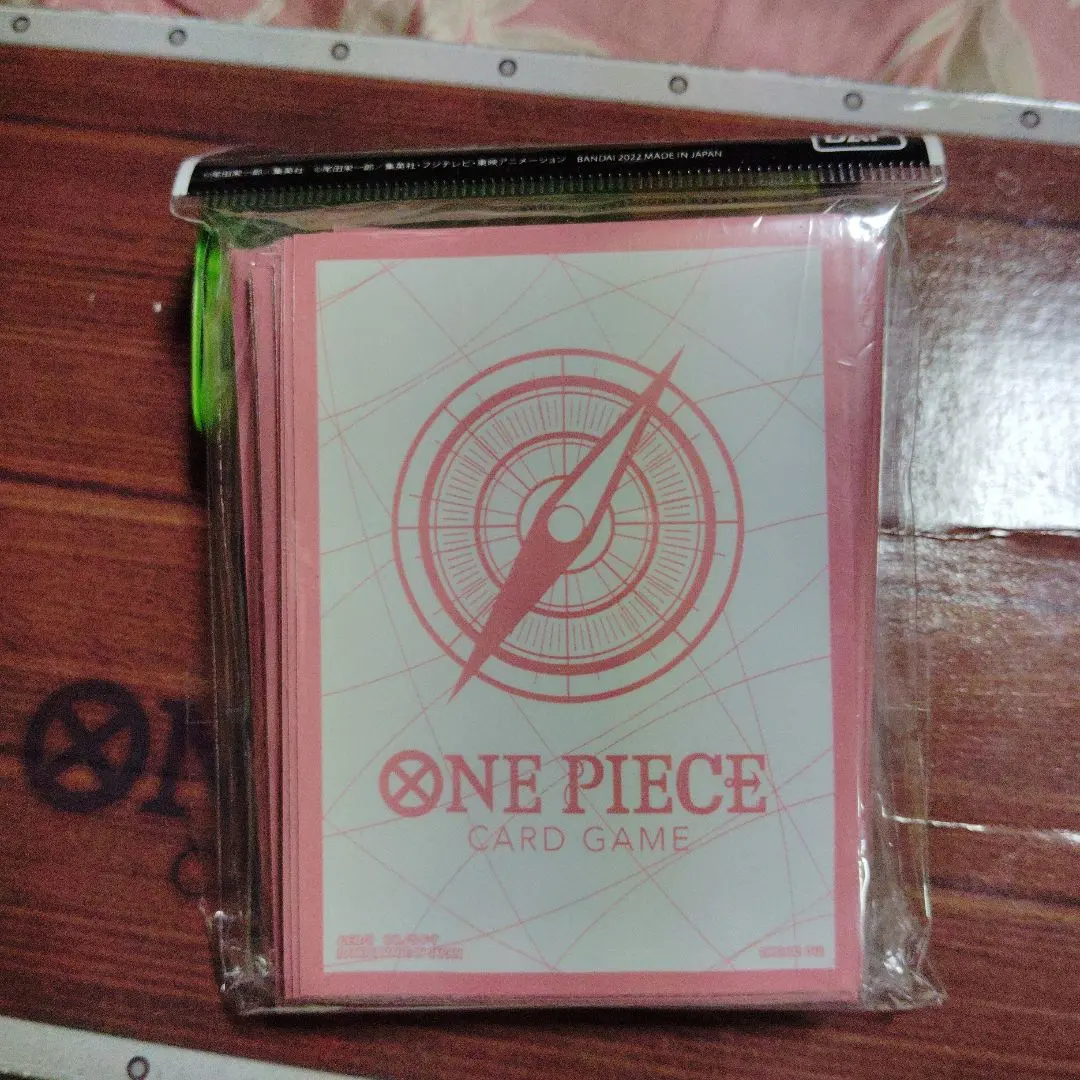 ©尾田栄一郎／集英社 ©尾田栄一郎／集英社・フジテレビ・東映アニメーション BANDAI 2022 MADE IN JAPAN
ONE PIECE
CARD GAME